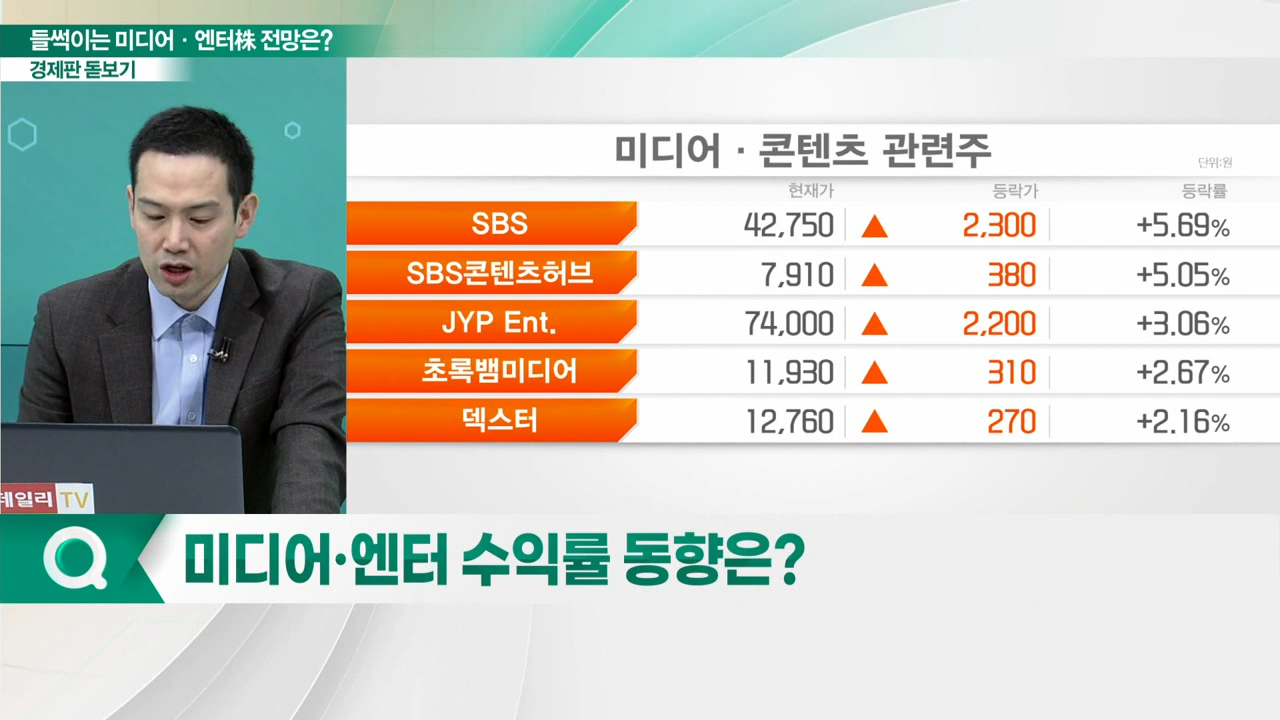 들썩이는 미디어·엔터株 전망은?
경제판 돋보기
미디어·콘텐츠 관련주
단위:원
현재가 등락가 등락률
SBS 42,750 ▲ 2,300 +5.69%
SBS콘텐츠허브 7,910 ▲ 380 +5.05%
JYP Ent. 74,000 ▲ 2,200 +3.06%
초록뱀미디어 11,930 ▲ 310 +2.67%
덱스터 12,760 ▲ 270 +2.16%
데일리 TV
Q 미디어·엔터 수익률 동향은?